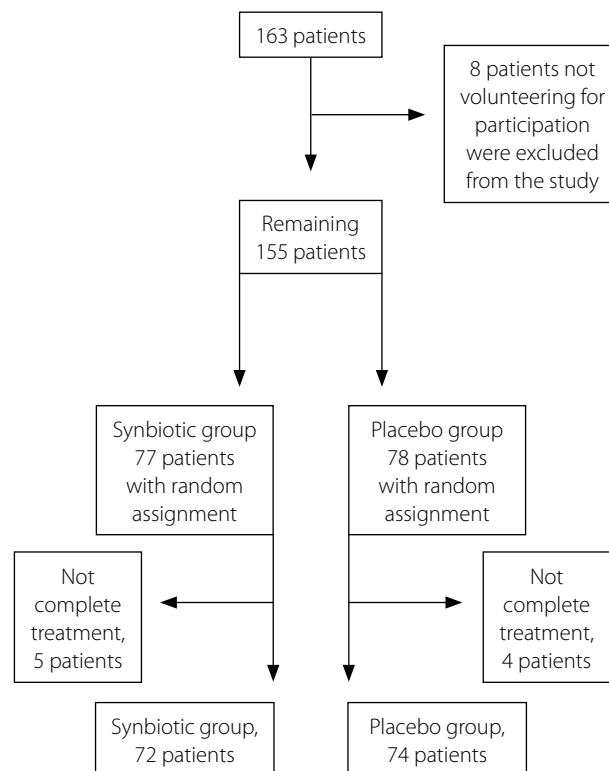 163 patients
8 patients not
volunteering for
participation
were excluded
from the study
Remaining
155 patients
Synbiotic group
77 patients
with random
assignment
Placebo group
78 patients
with random
assignment
Not
complete
treatment,
5 patients
Not
complete
treatment,
4 patients
Synbiotic group,
72 patients
Placebo group,
74 patients